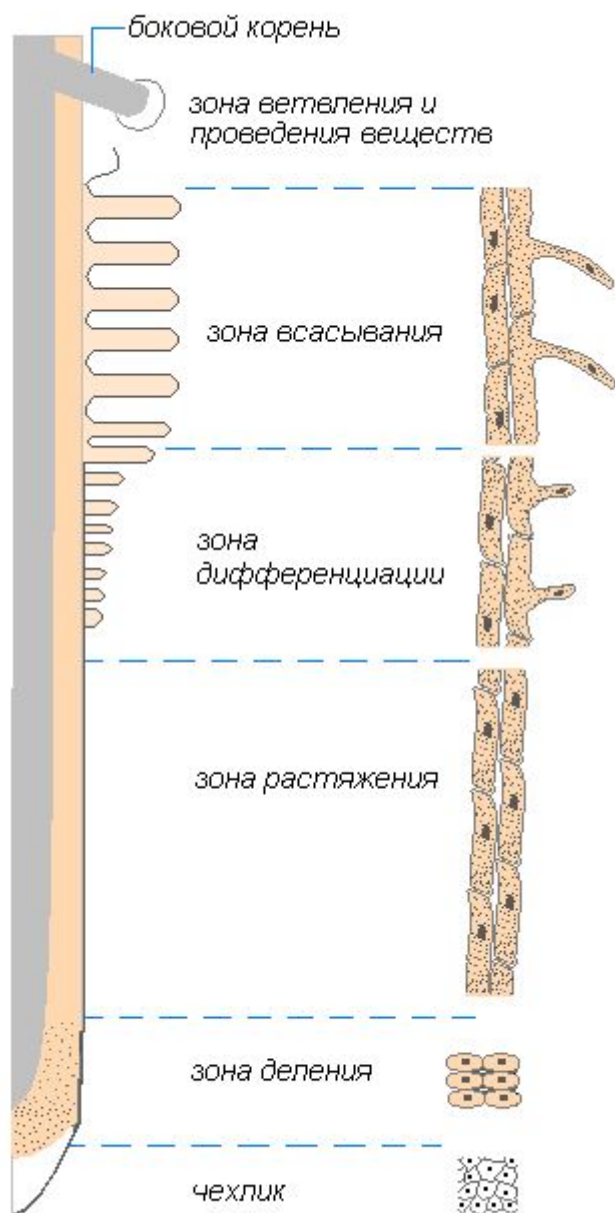 боковой корень
зона ветвления и
проведения веществ
зона всасывания
зона
дифференциации
зона растяжения
зона деления
чехлик